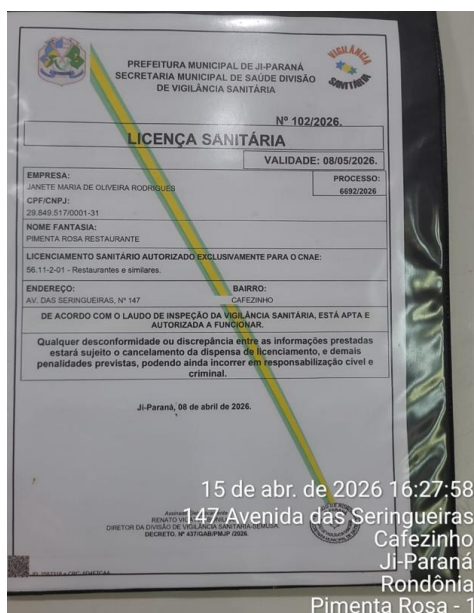 PREFEITURA MUNICIPAL DE JI-PARANÁ
SECRETARIA MUNICIPAL DE SAÚDE DIVISÃO
DE VIGILÂNCIA SANITÁRIA
VIGILÂNCIA
SANITÁRIA
Nº 102/2026.
LICENÇA SANITÁRIA
VALIDADE: 08/05/2026.
EMPRESA:
JANETE MARIA DE OLIVEIRA RODRIGUES
PROCESSO:
6692/2026
CPF/CNPJ:
29.849.517/0001-31
NOME FANTASIA:
PIMENTA ROSA RESTAURANTE
LICENCIAMENTO SANITÁRIO AUTORIZADO EXCLUSIVAMENTE PARA O CNAE:
56.11-2-01 - Restaurantes e similares.
ENDEREÇO:
AV. DAS SERINGUEIRAS, Nº 147
BAIRRO:
CAFEZINHO
DE ACORDO COM O LAUDO DE INSPEÇÃO DA VIGILÂNCIA SANITÁRIA, ESTÁ APTA E
AUTORIZADA A FUNCIONAR.
Qualquer desconformidade ou discrepância entre as informações prestadas
estará sujeito o cancelamento da dispensa de licenciamento, e demais
penalidades previstas, podendo ainda incorrer em responsabilização cível e
criminal.
Ji-Paraná, 08 de abril de 2026.
RENATO
DIRETOR DA DIVISÃO DE VIGILÂNCIA SANITÁRIA-SEMUSA
DECRETO. Nº 437/GAB/PMJP /2026.
15 de abr. de 2026 16:27:58
147 Avenida das Seringueiras
Cafezinho
Ji-Paraná
Rondônia
Pimenta Rosa - 1